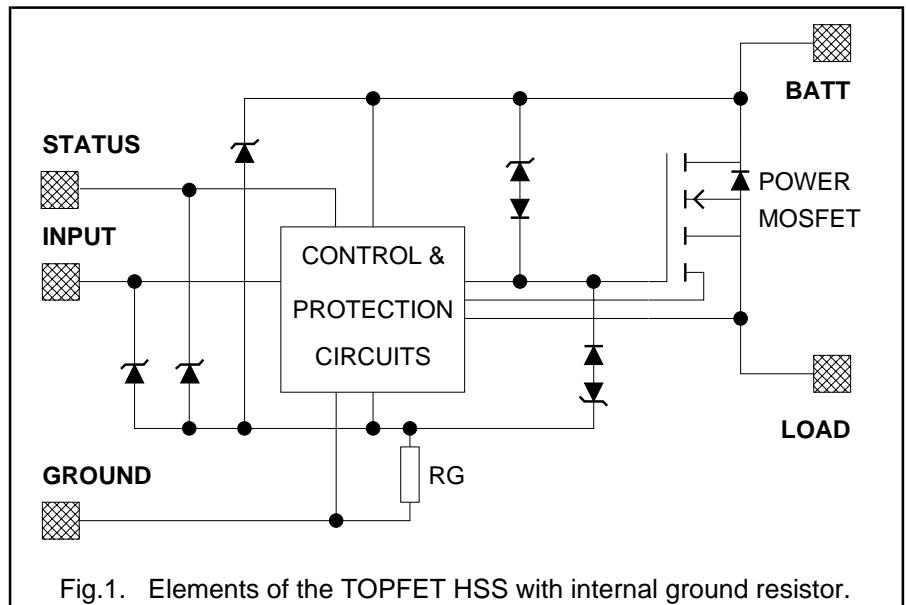 BATT
STATUS
POWER
MOSFET
INPUT
CONTROL &
PROTECTION
CIRCUITS
LOAD
GROUND
RG
Fig.1. Elements of the TOPFET HSS with internal ground resistor.